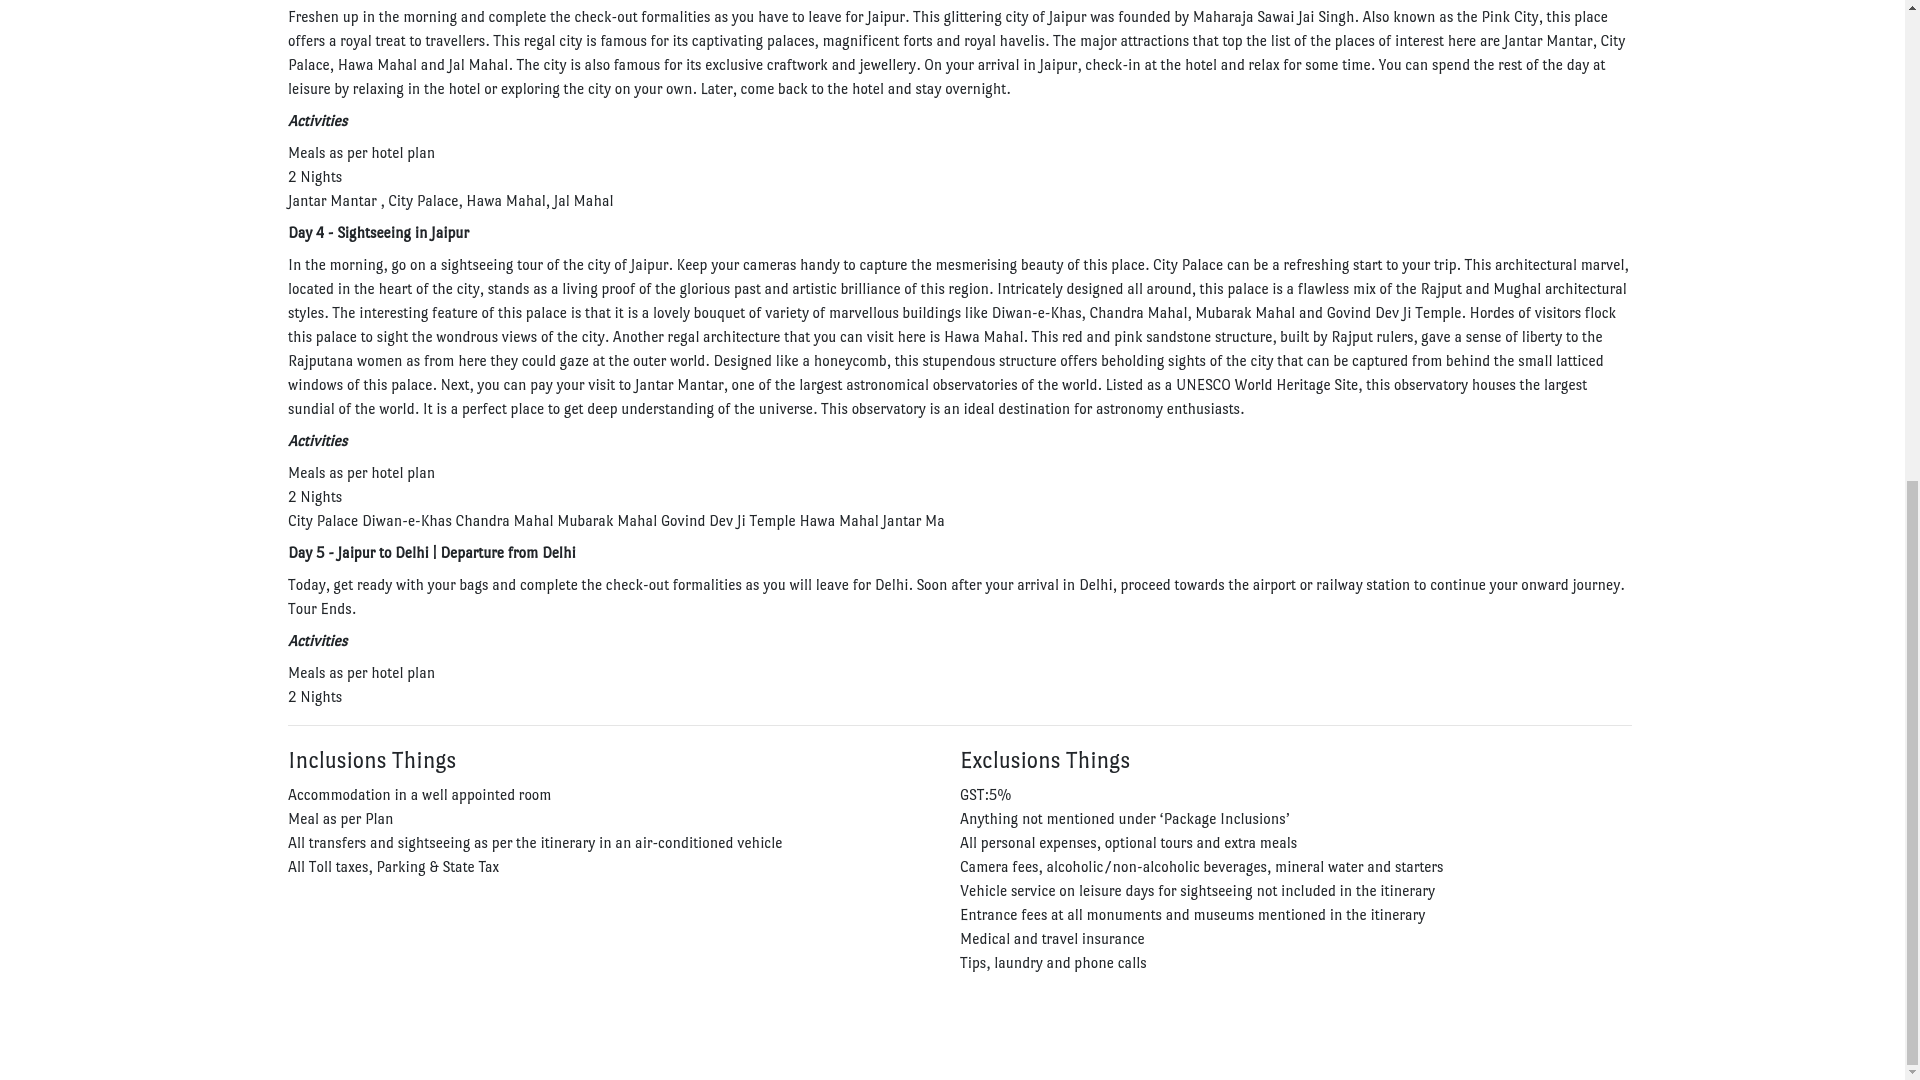 Freshen up in the morning and complete the check-out formalities as you have to leave for Jaipur. This glittering city of Jaipur was founded by Maharaja Sawai Jai Singh. Also known as the Pink City, this place
offers a royal treat to travellers. This regal city is famous for its captivating palaces, magnificent forts and royal havelis. The major attractions that top the list of the places of interest here are Jantar Mantar, City
Palace, Hawa Mahal and Jal Mahal. The city is also famous for its exclusive craftwork and jewellery. On your arrival in Jaipur, check-in at the hotel and relax for some time. You can spend the rest of the day at
leisure by relaxing in the hotel or exploring the city on your own. Later, come back to the hotel and stay overnight.
Activities
Meals as per hotel plan
2 Nights
Jantar Mantar , City Palace, Hawa Mahal, Jal Mahal
Day 4 - Sightseeing in Jaipur
In the morning, go on a sightseeing tour of the city of Jaipur. Keep your cameras handy to capture the mesmerising beauty of this place. City Palace can be a refreshing start to your trip. This architectural marvel,
located in the heart of the city, stands as a living proof of the glorious past and artistic brilliance of this region. Intricately designed all around, this palace is a flawless mix of the Rajput and Mughal architectural
styles. The interesting feature of this palace is that it is a lovely bouquet of variety of marvellous buildings like Diwan-e-Khas, Chandra Mahal, Mubarak Mahal and Govind Dev Ji Temple. Hordes of visitors flock
this palace to sight the wondrous views of the city. Another regal architecture that you can visit here is Hawa Mahal. This red and pink sandstone structure, built by Rajput rulers, gave a sense of liberty to the
Rajputana women as from here they could gaze at the outer world. Designed like a honeycomb, this stupendous structure offers beholding sights of the city that can be captured from behind the small latticed
windows of this palace. Next, you can pay your visit to Jantar Mantar, one of the largest astronomical observatories of the world. Listed as a UNESCO World Heritage Site, this observatory houses the largest
sundial of the world. It is a perfect place to get deep understanding of the universe. This observatory is an ideal destination for astronomy enthusiasts.
Activities
Meals as per hotel plan
2 Nights
City Palace Diwan-e-Khas Chandra Mahal Mubarak Mahal Govind Dev Ji Temple Hawa Mahal Jantar Ma
Day 5 - Jaipur to Delhi | Departure from Delhi
Today, get ready with your bags and complete the check-out formalities as you will leave for Delhi. Soon after your arrival in Delhi, proceed towards the airport or railway station to continue your onward journey.
Tour Ends.
Activities
Meals as per hotel plan
2 Nights
Inclusions Things
Accommodation in a well appointed room
Meal as per Plan
All transfers and sightseeing as per the itinerary in an air-conditioned vehicle
All Toll taxes, Parking & State Tax
Exclusions Things
GST:5%
Anything not mentioned under ‘Package Inclusions’
All personal expenses, optional tours and extra meals
Camera fees, alcoholic/non-alcoholic beverages, mineral water and starters
Vehicle service on leisure days for sightseeing not included in the itinerary
Entrance fees at all monuments and museums mentioned in the itinerary
Medical and travel insurance
Tips, laundry and phone calls